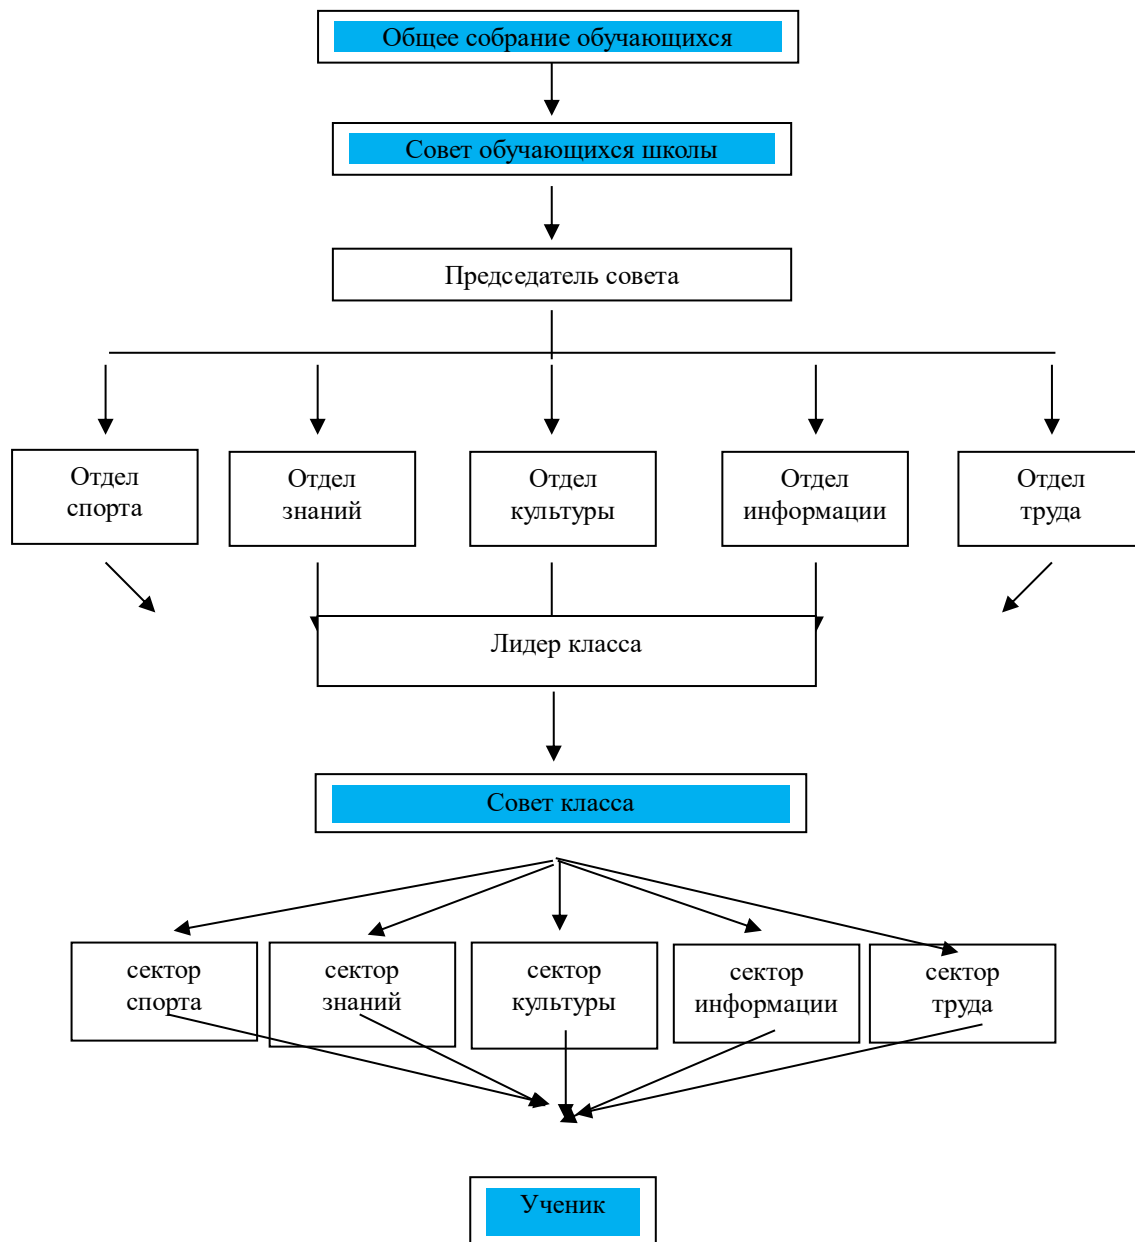 Общее собрание обучающихся
Совет обучающихся школы
Председатель совета
Отдел
спорта
Отдел
знаний
Отдел
культуры
Отдел
информации
Отдел
труда
Лидер класса
Совет класса
сектор
спорта
сектор
знаний
сектор
культуры
сектор
информации
сектор
труда
Ученик